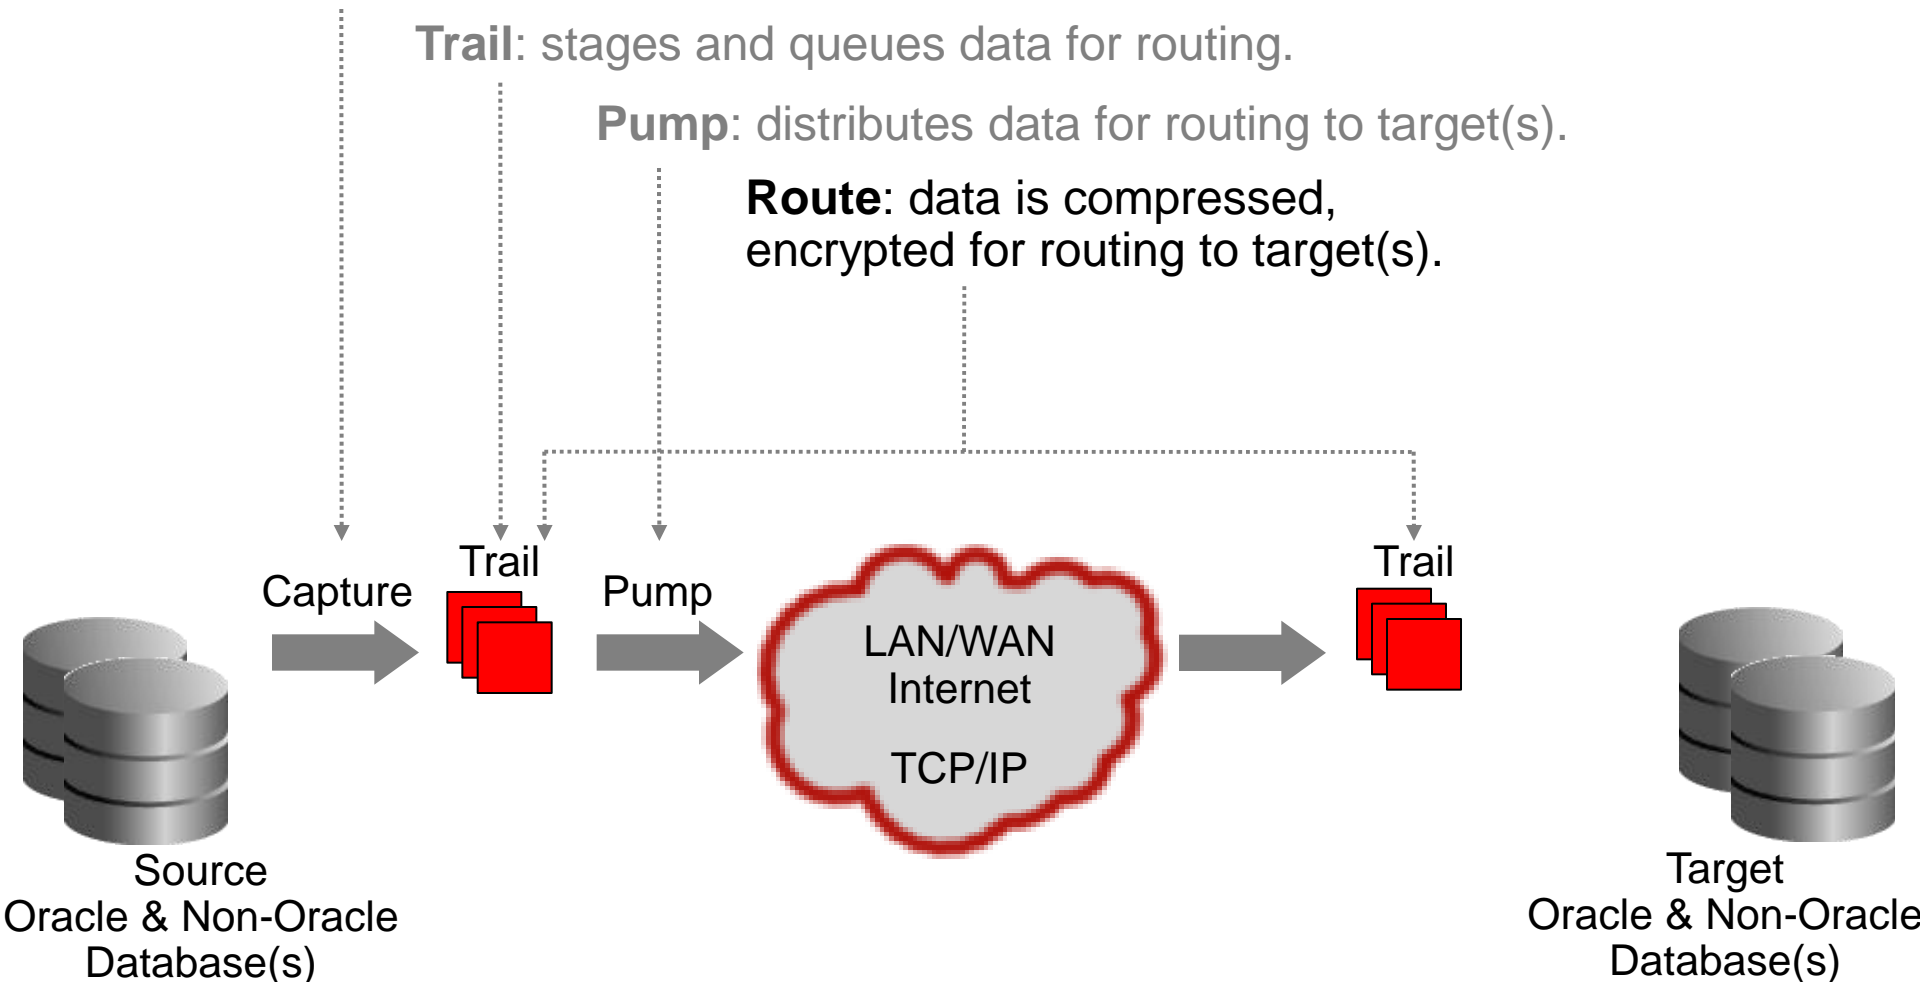 Trail: stages and queues data for routing.
Pump: distributes data for routing to target(s).
Route: data is compressed,
encrypted for routing to target(s).
Trail
Trail
Capture
Pump
LAN/WAN
Internet
TCP/IP
Source
Oracle & Non-Oracle
Database(s)
Target
Oracle & Non-Oracle
Database(s)